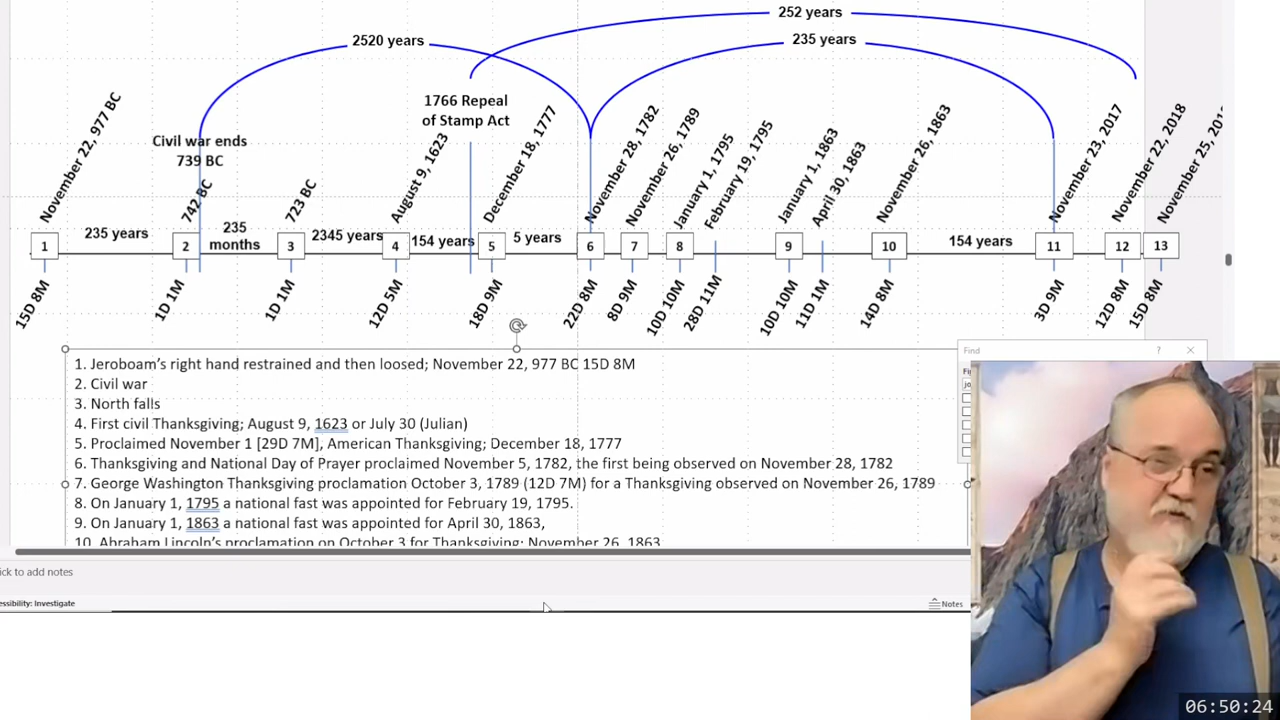 252 years
2520 years
235 years
1766 Repeal
of Stamp Act
Civil war ends
739 BC
November 22, 977 BC
742 BC
723 BC
August 9, 1623
December 18, 1777
November 28, 1782
November 26, 1789
January 1, 1795
February 19, 1795
January 1, 1863
April 30, 1863
November 26, 1863
November 23, 2017
November 22, 2018
November 25, 201
235 years
235
months
2345 years
154 years
5 years
154 years
1 2 3 4 5 6 7 8 9 10 11 12 13
15D 8M
1D 1M
1D 1M
12D 5M
18D 9M
22D 8M
8D 9M
10D 10M
28D 11M
10D 10M
11D 1M
14D 8M
3D 9M
12D 8M
15D 8M
1. Jeroboam's right hand restrained and then loosed; November 22, 977 BC 15D 8M
2. Civil war
3. North falls
4. First civil Thanksgiving; August 9, 1623 or July 30 (Julian)
5. Proclaimed November 1 [29D 7M], American Thanksgiving; December 18, 1777
6. Thanksgiving and National Day of Prayer proclaimed November 5, 1782, the first being observed on November 28, 1782
7. George Washington Thanksgiving proclamation October 3, 1789 (12D 7M) for a Thanksgiving observed on November 26, 1789
8. On January 1, 1795 a national fast was appointed for February 19, 1795.
9. On January 1, 1863 a national fast was appointed for April 30, 1863,
10. Abraham Lincoln's proclamation on October 3 for Thanksgiving; November 26, 1863
Find ?
Fi
jo
ick to add notes
essibility: Investigate
Notes
06:50:24